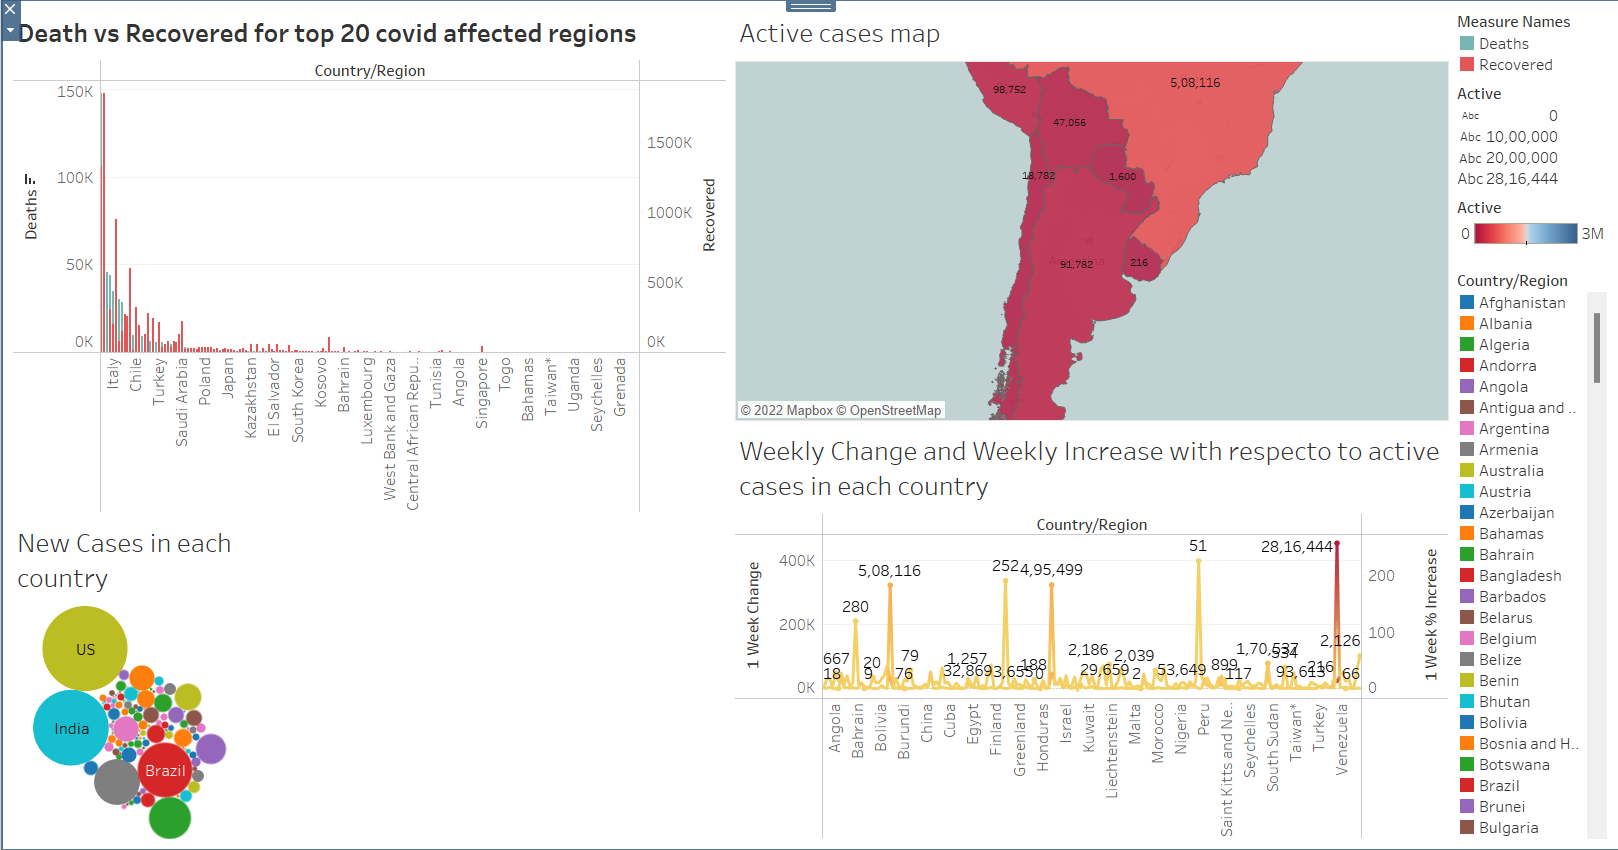 Death vs Recovered for top 20 covid affected regions
Country/Region
150K
100K
50K
0K
Deaths
1500K
1000K
500K
0K
Recovered
Italy
Chile
Turkey
Saudi Arabia
Poland
Japan
Kazakhstan
El Salvador
South Korea
Kosovo
Bahrain
Luxembourg
West Bank and Gaza
Central African Repu..
Tunisia
Angola
Singapore
Togo
Bahamas
Taiwan*
Uganda
Seychelles
Grenada
New Cases in each
country
US
India
Brazil
Active cases map
98,752
5,08,116
47,056
18,782
1,600
91,782
216
© 2022 Mapbox © OpenStreetMap
Weekly Change and Weekly Increase with respecto to active
cases in each country
Country/Region
400K
200K
0K
1 Week Change
200
100
0
1 Week % Increase
667
18
280
5,08,116
20
9
79
76
1,257
32,869
252
3,655
188
0
4,95,499
2,186
29,659
2,039
2
53,649
51
899
117
1,70,537
534
93,613
216
28,16,444
2,126
66
Angola
Bahrain
Bolivia
Burundi
China
Cuba
Egypt
Finland
Greenland
Honduras
Israel
Kuwait
Liechtenstein
Malta
Morocco
Nigeria
Peru
Saint Kitts and Ne..
Seychelles
South Sudan
Taiwan*
Turkey
Venezuela
Measure Names
Deaths
Recovered
Active
Abc 0
Abc 10,00,000
Abc 20,00,000
Abc 28,16,444
Active
0 3M
Country/Region
Afghanistan
Albania
Algeria
Andorra
Angola
Antigua and ..
Argentina
Armenia
Australia
Austria
Azerbaijan
Bahamas
Bahrain
Bangladesh
Barbados
Belarus
Belgium
Belize
Benin
Bhutan
Bolivia
Bosnia and H..
Botswana
Brazil
Brunei
Bulgaria